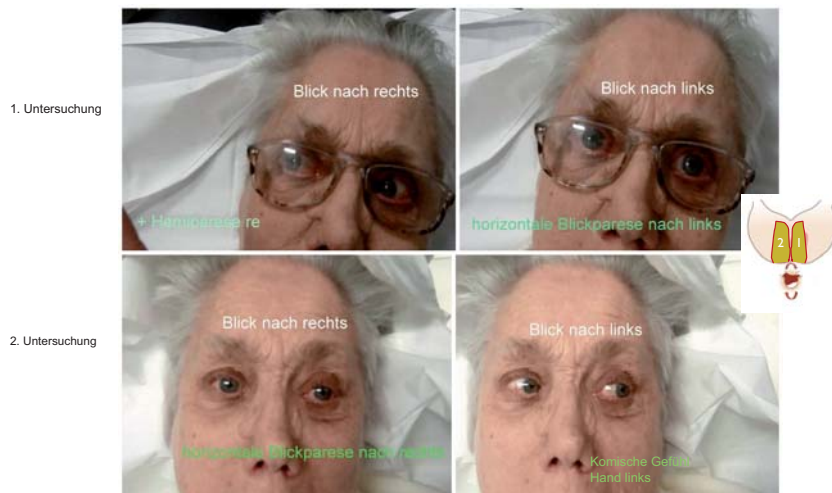 1. Untersuchung
Blick nach rechts
+ Hemiparese re
Blick nach links
horizontale Blickparese nach links
2 1
2. Untersuchung
Blick nach rechts
horizontale Blickparese nach rechts
Blick nach links
Komische Gefühl
Hand links